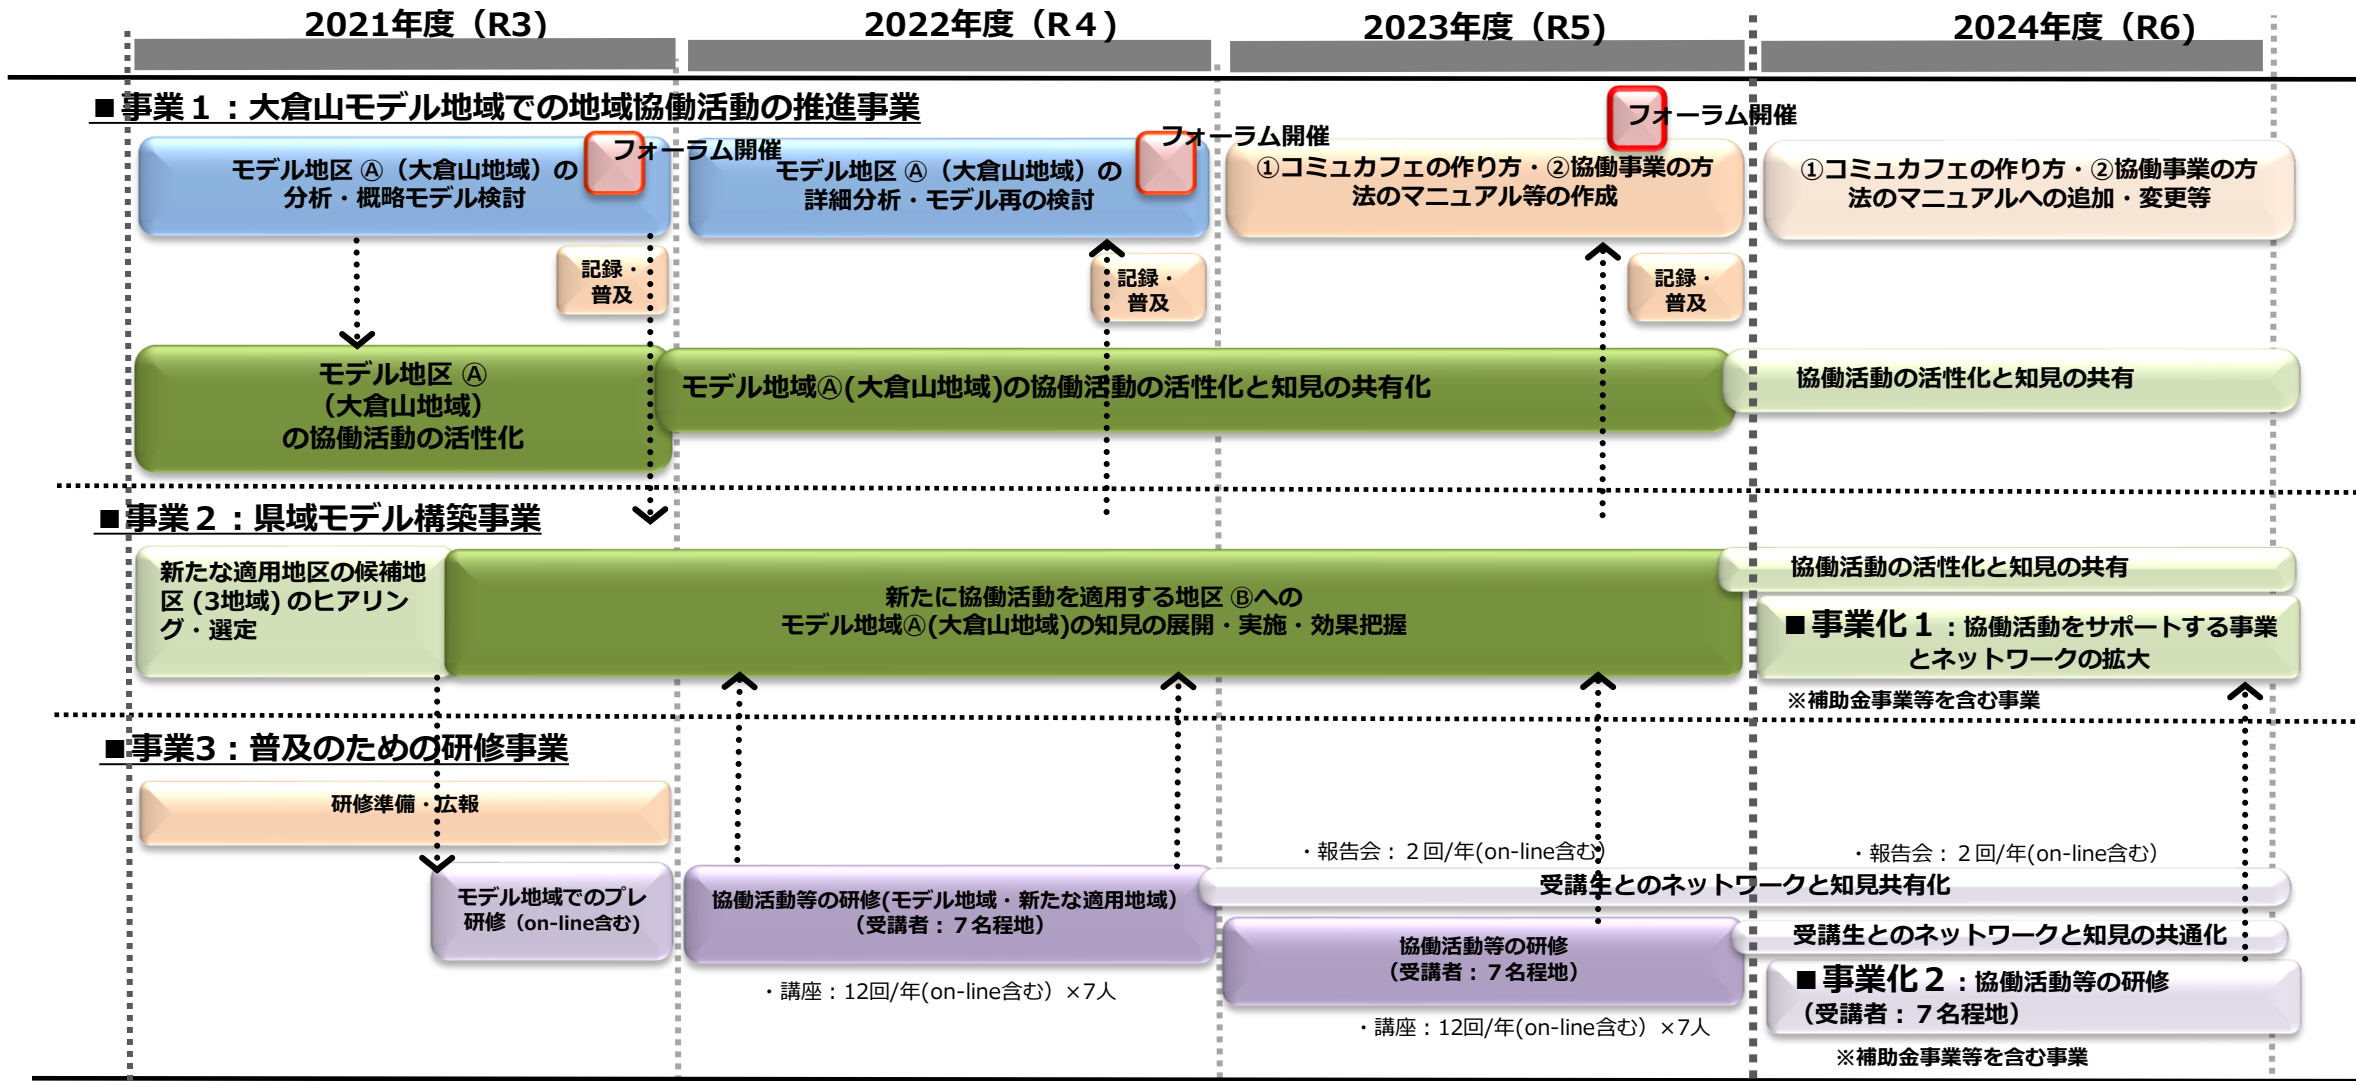 2021年度（R3)
2022年度（R４)
2023年度（R5)
2024年度（R6)
■事業１：大倉山モデル地域での地域協働活動の推進事業
フォーラム開催
フォーラム開催
フォーラム開催
モデル地区 Ⓐ（大倉山地域）の
分析・概略モデル検討
モデル地区 Ⓐ（大倉山地域）の
詳細分析・モデル再の検討
①コミュカフェの作り方・②協働事業の方
法のマニュアル等の作成
①コミュカフェの作り方・②協働事業の方
法のマニュアルへの追加・変更等
記録・
普及
記録・
普及
記録・
普及
モデル地区 Ⓐ
（大倉山地域）
の協働活動の活性化
モデル地域Ⓐ(大倉山地域)の協働活動の活性化と知見の共有化
協働活動の活性化と知見の共有
■事業２：県域モデル構築事業
新たな適用地区の候補地
区 (3地域) のヒアリン
グ・選定
新たに協働活動を適用する地区 Ⓑへの
モデル地域Ⓐ(大倉山地域)の知見の展開・実施・効果把握
協働活動の活性化と知見の共有
■事業化１：協働活動をサポートする事業
とネットワークの拡大
※補助金事業等を含む事業
■事業3：普及のための研修事業
研修準備・広報
モデル地域でのプレ
研修（on-line含む）
協働活動等の研修(モデル地域・新たな適用地域）
（受講者：７名程地）
・講座：12回/年(on-line含む）×7人
・報告会：２回/年(on-line含む）
・報告会：２回/年(on-line含む）
受講生とのネットワークと知見共有化
協働活動等の研修
（受講者：７名程地）
・講座：12回/年(on-line含む）×7人
受講生とのネットワークと知見の共通化
■事業化２：協働活動等の研修
（受講者：７名程地）
※補助金事業等を含む事業